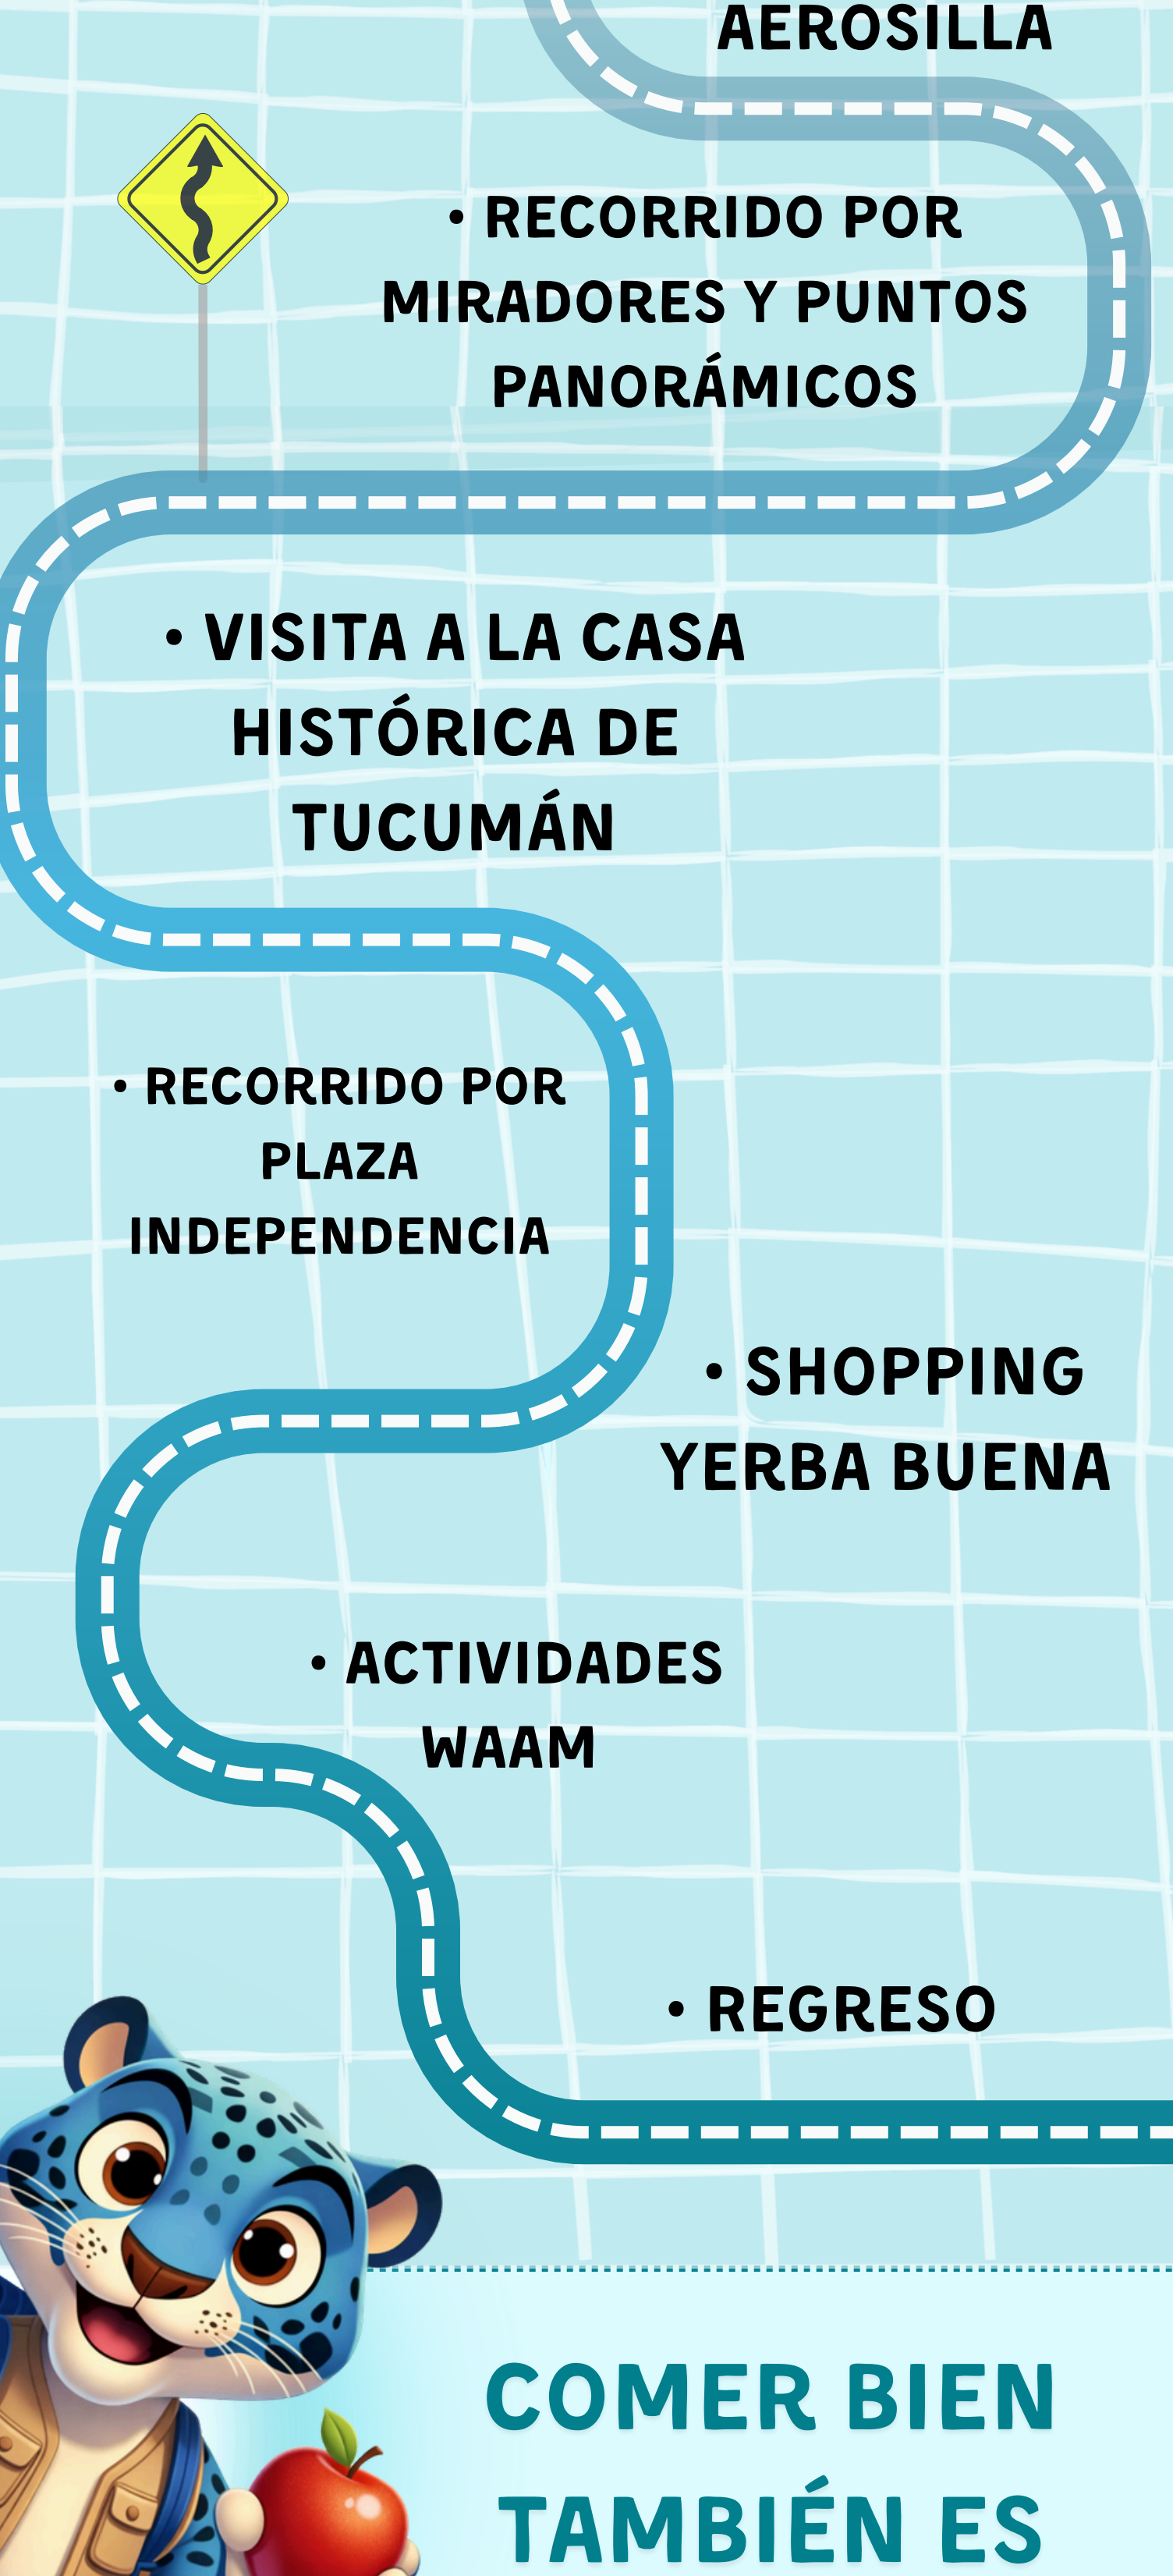 AEROSILLA
• RECORRIDO POR
MIRADORES Y PUNTOS
PANORÁMICOS
• VISITA A LA CASA
HISTÓRICA DE
TUCUMÁN
• RECORRIDO POR
PLAZA
INDEPENDENCIA
• SHOPPING
YERBA BUENA
• ACTIVIDADES
WAAM
• REGRESO
COMER BIEN
TAMBIÉN ES